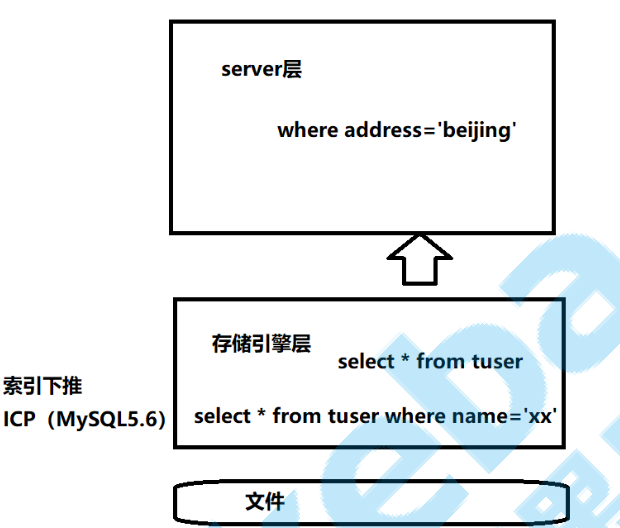 server层
where address='beijing'
存储引擎层
select * from tuser
索引下推
ICP（MySQL5.6）
select * from tuser where name='xx'
文件